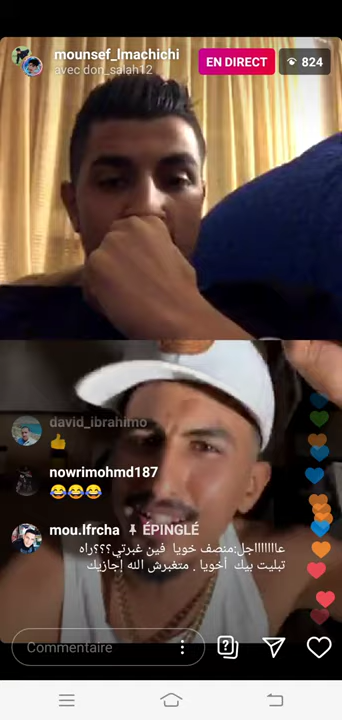 mounsef_lmachichi
avec don_salah12
EN DIRECT
824
david_ibrahimo
👍
nowrimohmd187
😂😂😂
mou.lfrcha 📌 ÉPINGLÉ
عااااااااجل:منصف خويا فين غبرتي؟؟؟راه
تبليت بيك أخويا . متغبرش الله إجازيك
Commentaire